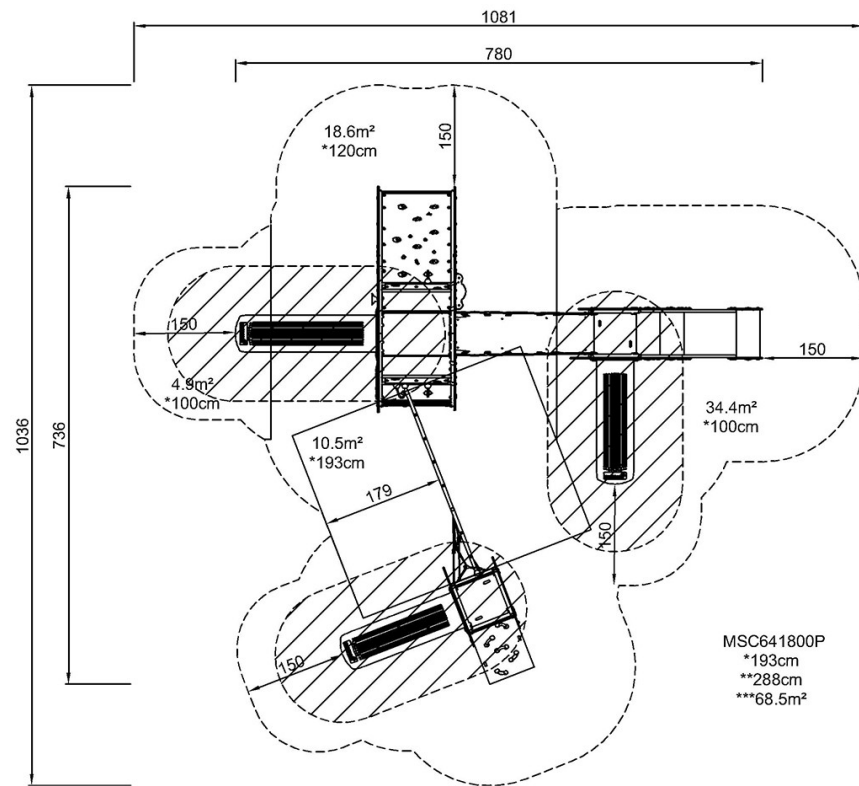 1081
780
18.6m²
*120cm
150
150
150
4.9m²
*100cm
34.4m²
*100cm
1036
736
10.5m²
*193cm
179
150
150
MSC641800P
*193cm
**288cm
***68.5m²